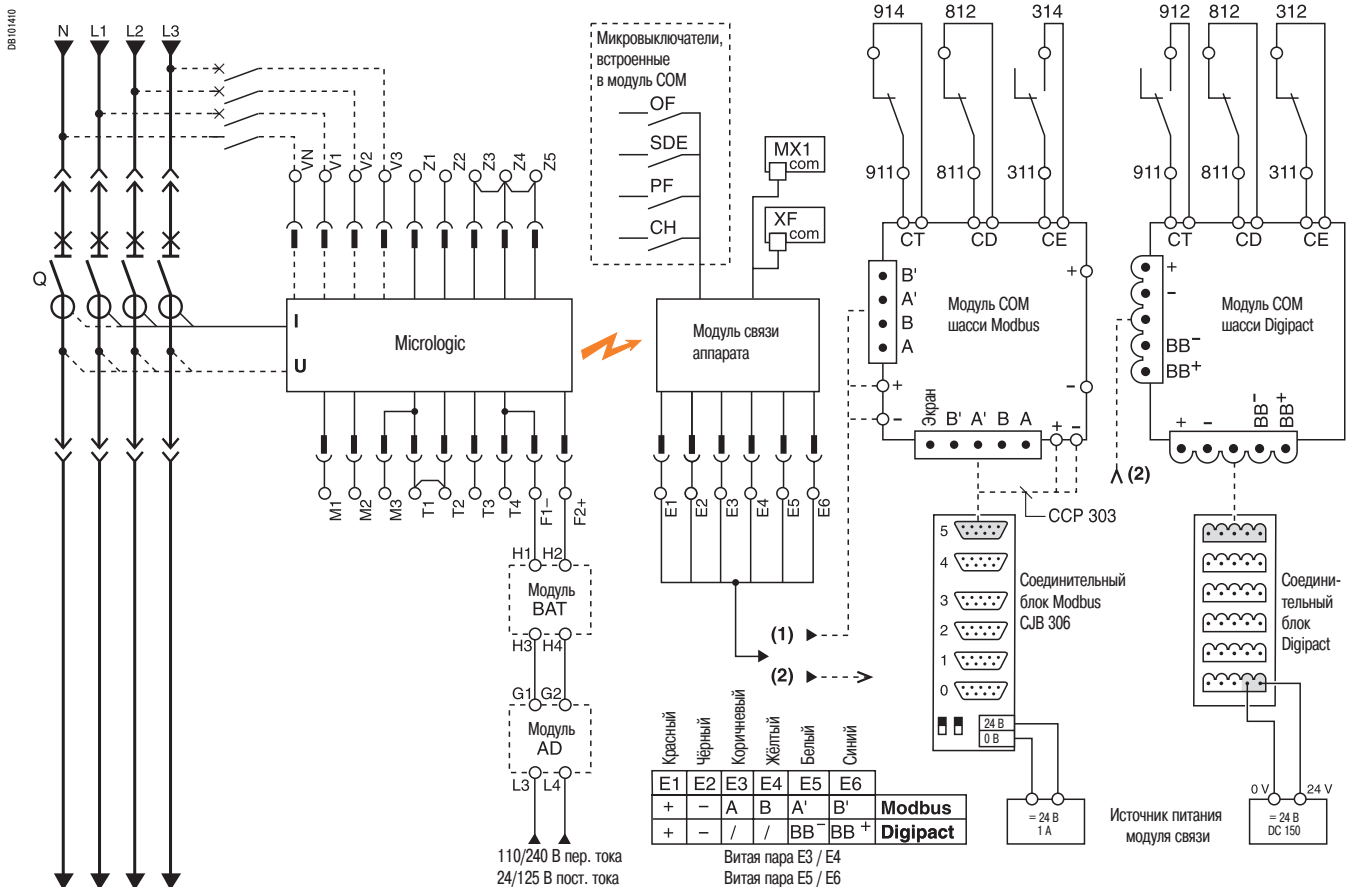 DB101410
N L1 L2 L3
Q
VN V1 V2 V3 Z1 Z2 Z3 Z4 Z5
I
U
Micrologic
M1 M2 M3 T1 T2 T3 T4 F1− F2+
H1 H2
Модуль
BAT
H3 H4
G1 G2
Модуль
AD
L3 L4
110/240 В пер. тока
24/125 В пост. тока
Микровыключатели,
встроенные
в модуль COM
OF
SDE
PF
CH
MX1
com
XF
com
Модуль связи
аппарата
E1 E2 E3 E4 E5 E6
(1)
(2)
Красный Чёрный Коричневый Жёлтый Белый Синий
E1 E2 E3 E4 E5 E6
+ − A B A' B' Modbus
+ − / / BB− BB+ Digipact
Витая пара E3 / E4
Витая пара E5 / E6
914 812 314
911 811 311
CT CD CE
B'
A'
B
A
+
−
+
−
Модуль COM
шасси Modbus
Экран B' A' B A + −
CCP 303
5
4
3
2
1
0
Соединительный
блок Modbus
CJB 306
24 В
0 В
= 24 В
1 А
Источник питания
модуля связи
912 812 312
911 811 311
CT CD CE
+
−
BB−
BB+
Модуль COM
шасси Digipact
+ − BB− BB+
(2)
Соедини-
тельный
блок
Digipact
0 V 24 V
= 24 В
DC 150